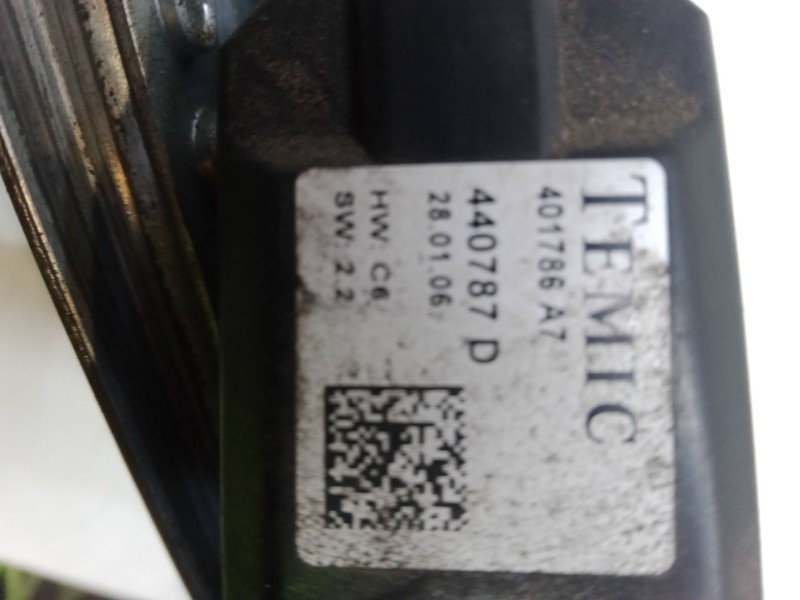 TEMIC
401786 A7
440787 D
28.01.06
HW: C6
SW: 2.2